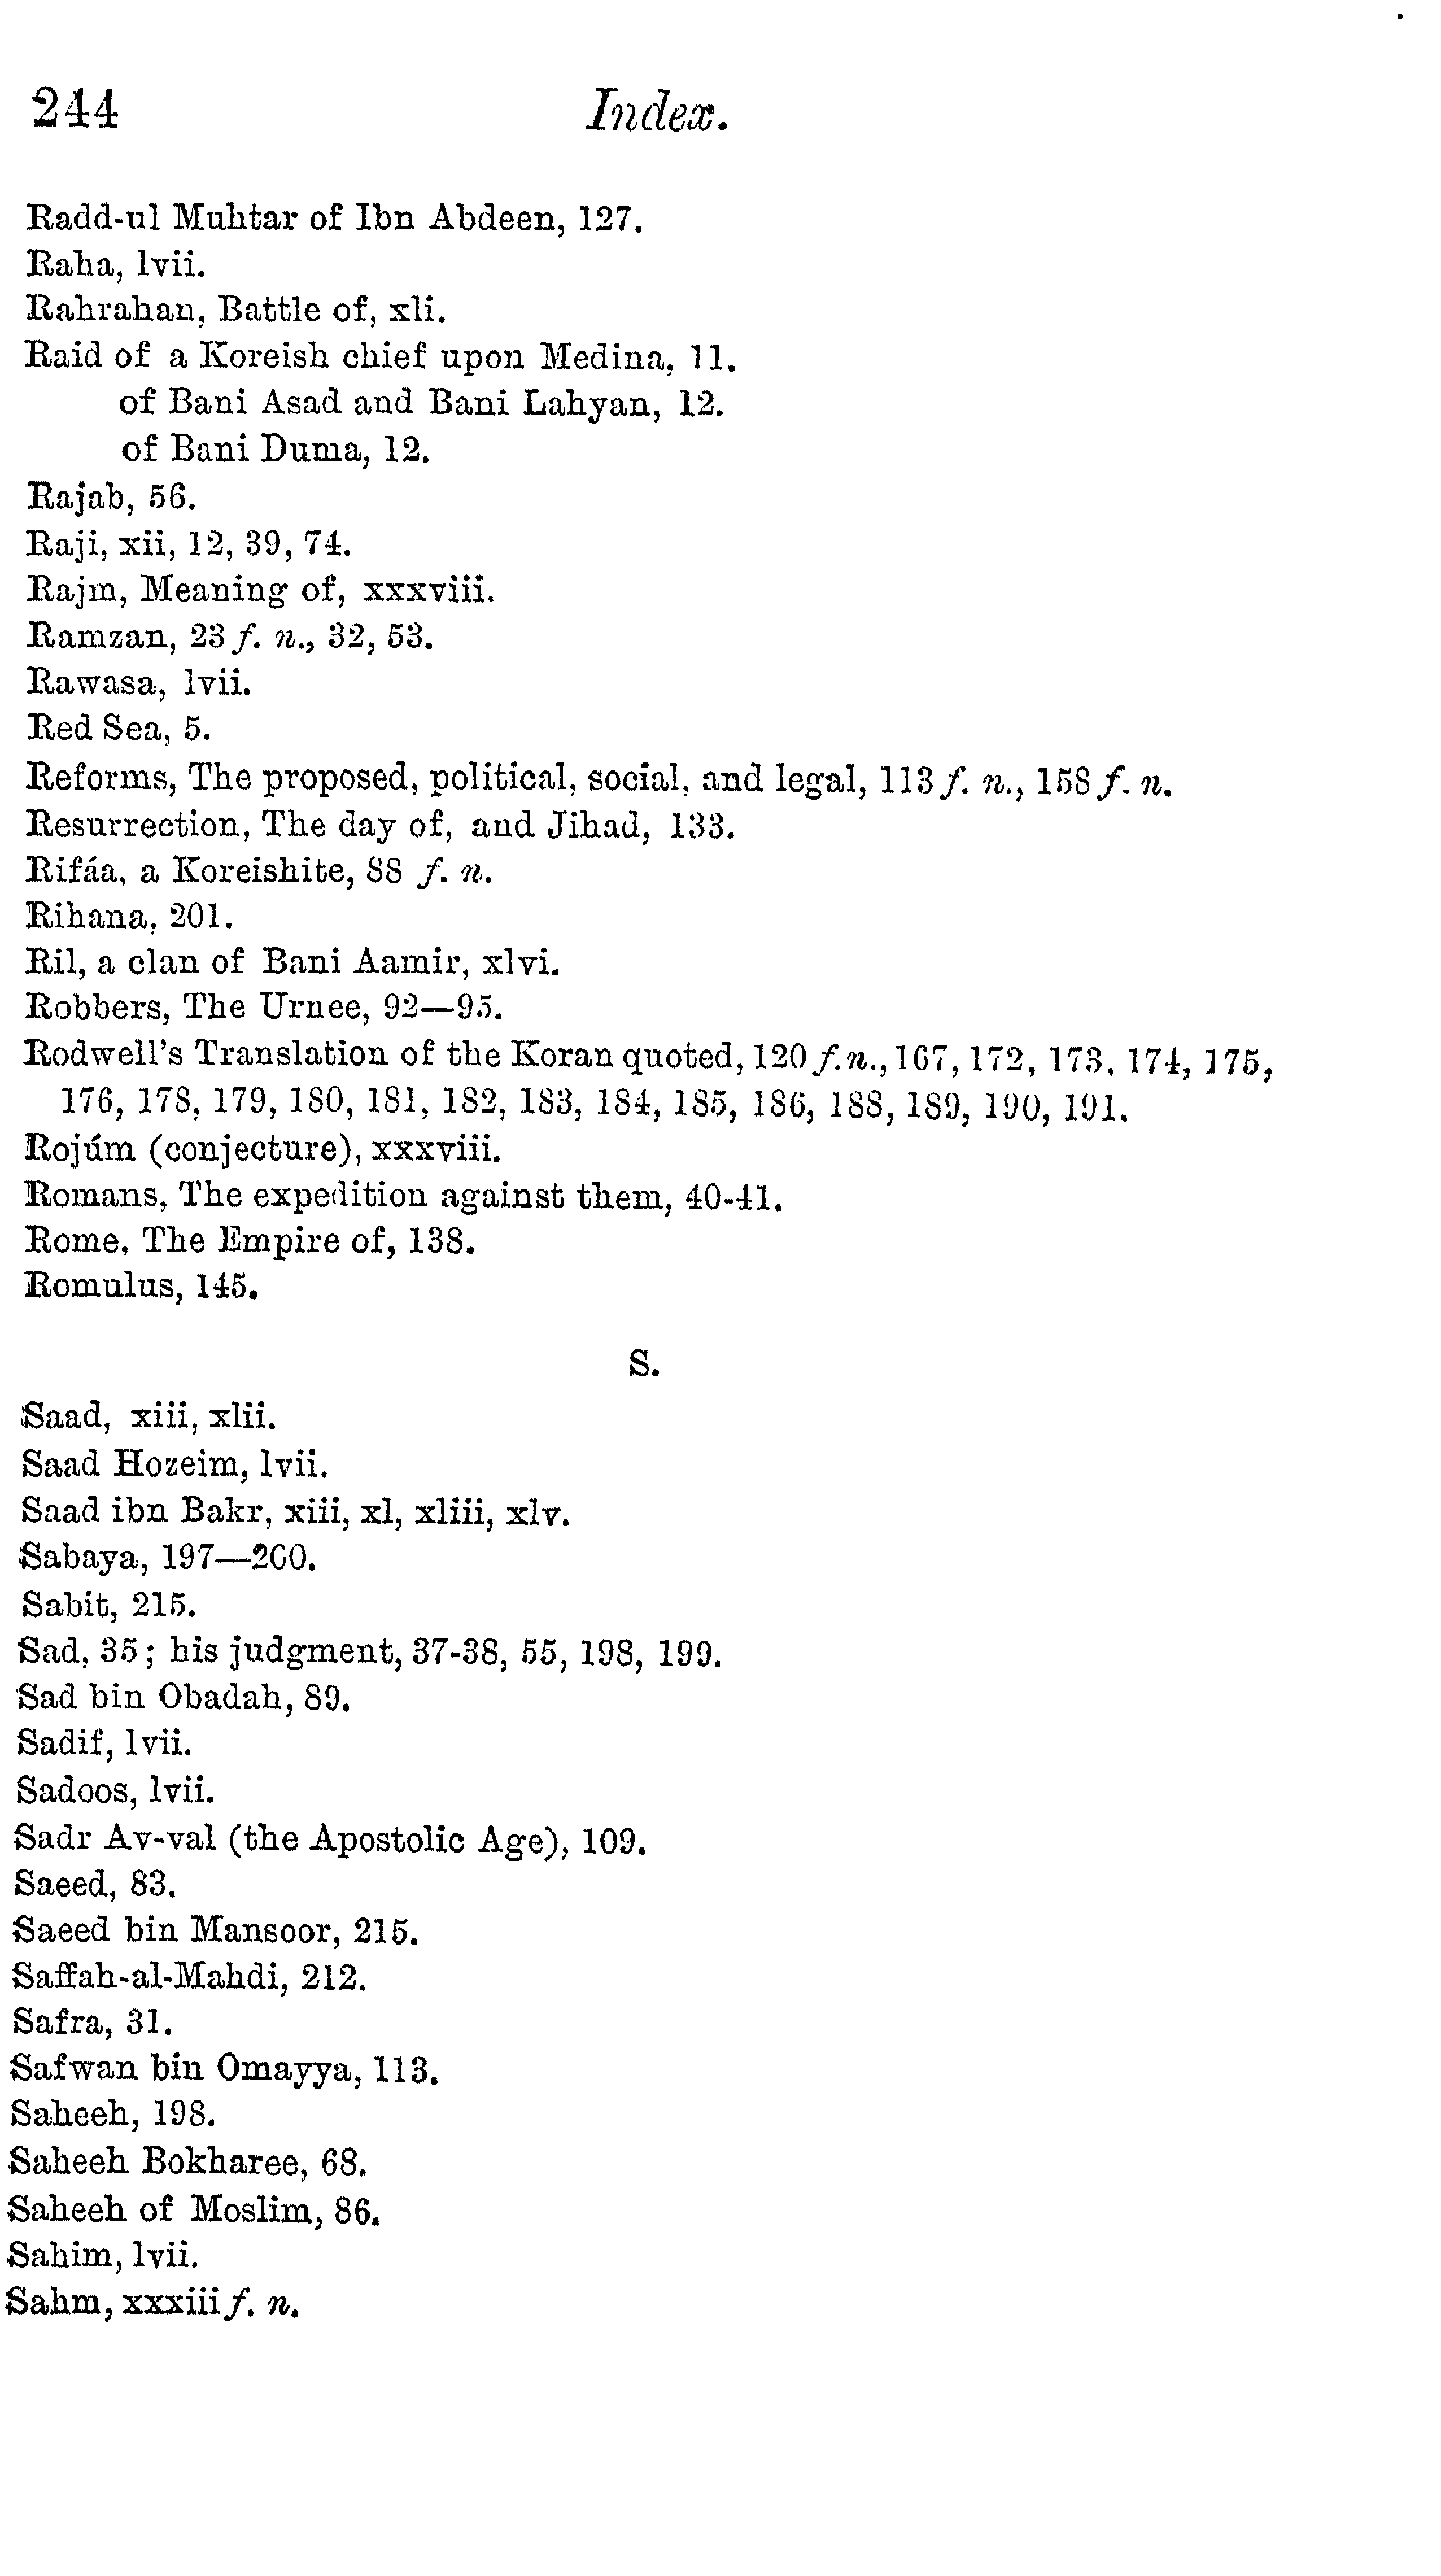 244 Index.
Radd-ul Muhtar of Ibn Abdeen, 127.
Raha, lvii.
Rahrahan, Battle of, xli.
Raid of a Koreish chief upon Medina, 11.
of Bani Asad and Bani Lahyan, 12.
of Bani Duma, 12.
Rajab, 56.
Raji, xii, 12, 39, 74.
Rajm, Meaning of, xxxviii.
Ramzan, 23 f. n., 32, 53.
Rawasa, lvii.
Red Sea, 5.
Reforms, The proposed, political, social, and legal, 113 f. n., 158 f. n.
Resurrection, The day of, and Jihad, 133.
Rifáa, a Koreishite, 88 f. n.
Rihana, 201.
Ril, a clan of Bani Aamir, xlvi.
Robbers, The Urnee, 92—95.
Rodwell's Translation of the Koran quoted, 120 f. n., 167, 172, 173, 174, 175,
176, 178, 179, 180, 181, 182, 183, 184, 185, 186, 188, 189, 190, 191.
Rojúm (conjecture), xxxviii.
Romans, The expedition against them, 40-41.
Rome, The Empire of, 138.
Romulus, 145.
S.
Saad, xiii, xlii.
Saad Hozeim, lvii.
Saad ibn Bakr, xiii, xl, xliii, xlv.
Sabaya, 197—200.
Sabit, 215.
Sad, 35; his judgment, 37-38, 55, 198, 199.
Sad bin Obadah, 89.
Sadif, lvii.
Sadoos, lvii.
Sadr Av-val (the Apostolic Age), 109.
Saeed, 83.
Saeed bin Mansoor, 215.
Saffah-al-Mahdi, 212.
Safra, 31.
Safwan bin Omayya, 113.
Saheeh, 198.
Saheeh Bokharee, 68.
Saheeh of Moslim, 86.
Sahim, lvii.
Sahm, xxxiii f. n.